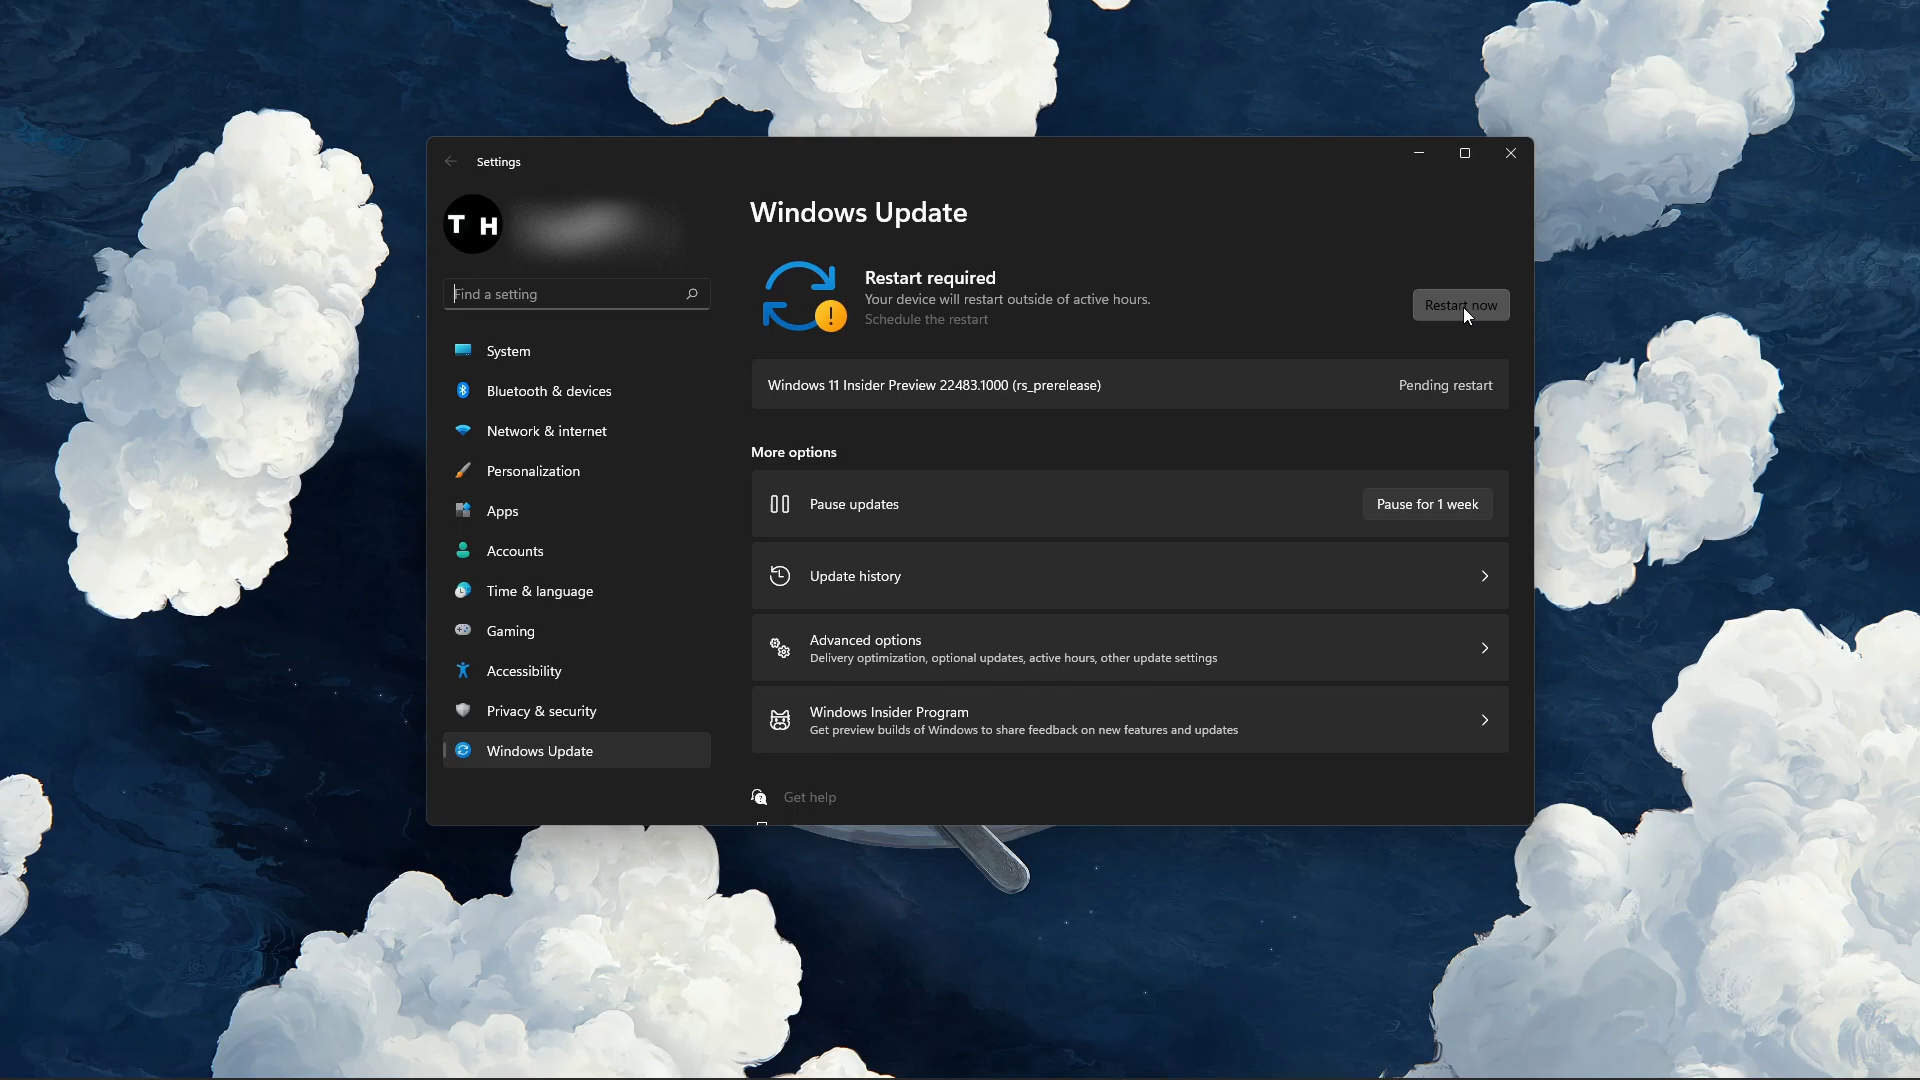 Settings
T H
Find a setting
System
Bluetooth & devices
Network & internet
Personalization
Apps
Accounts
Time & language
Gaming
Accessibility
Privacy & security
Windows Update
Windows Update
Restart required
Your device will restart outside of active hours.
Schedule the restart
Restart now
Windows 11 Insider Preview 22483.1000 (rs_prerelease)
Pending restart
More options
Pause updates
Pause for 1 week
Update history
Advanced options
Delivery optimization, optional updates, active hours, other update settings
Windows Insider Program
Get preview builds of Windows to share feedback on new features and updates
Get help